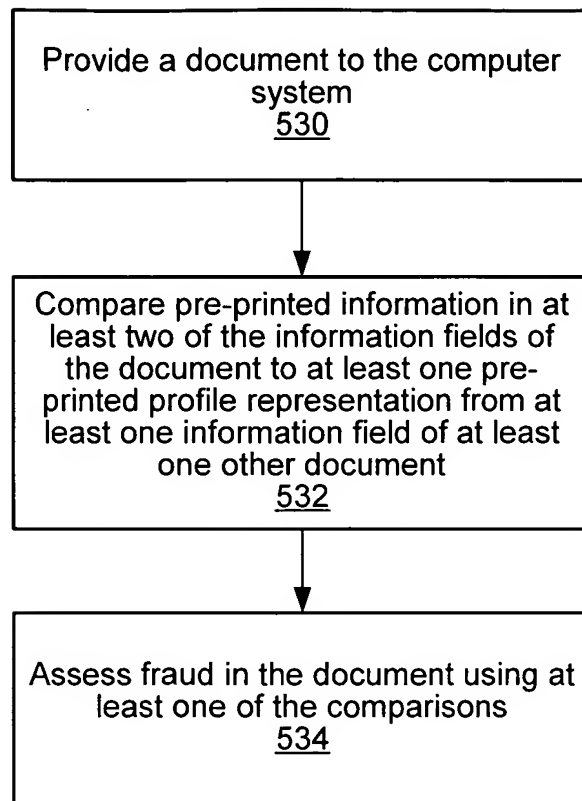 Provide a document to the computer
system
530
Compare pre-printed information in at
least two of the information fields of
the document to at least one pre-
printed profile representation from at
least one information field of at least
one other document
532
Assess fraud in the document using at
least one of the comparisons
534